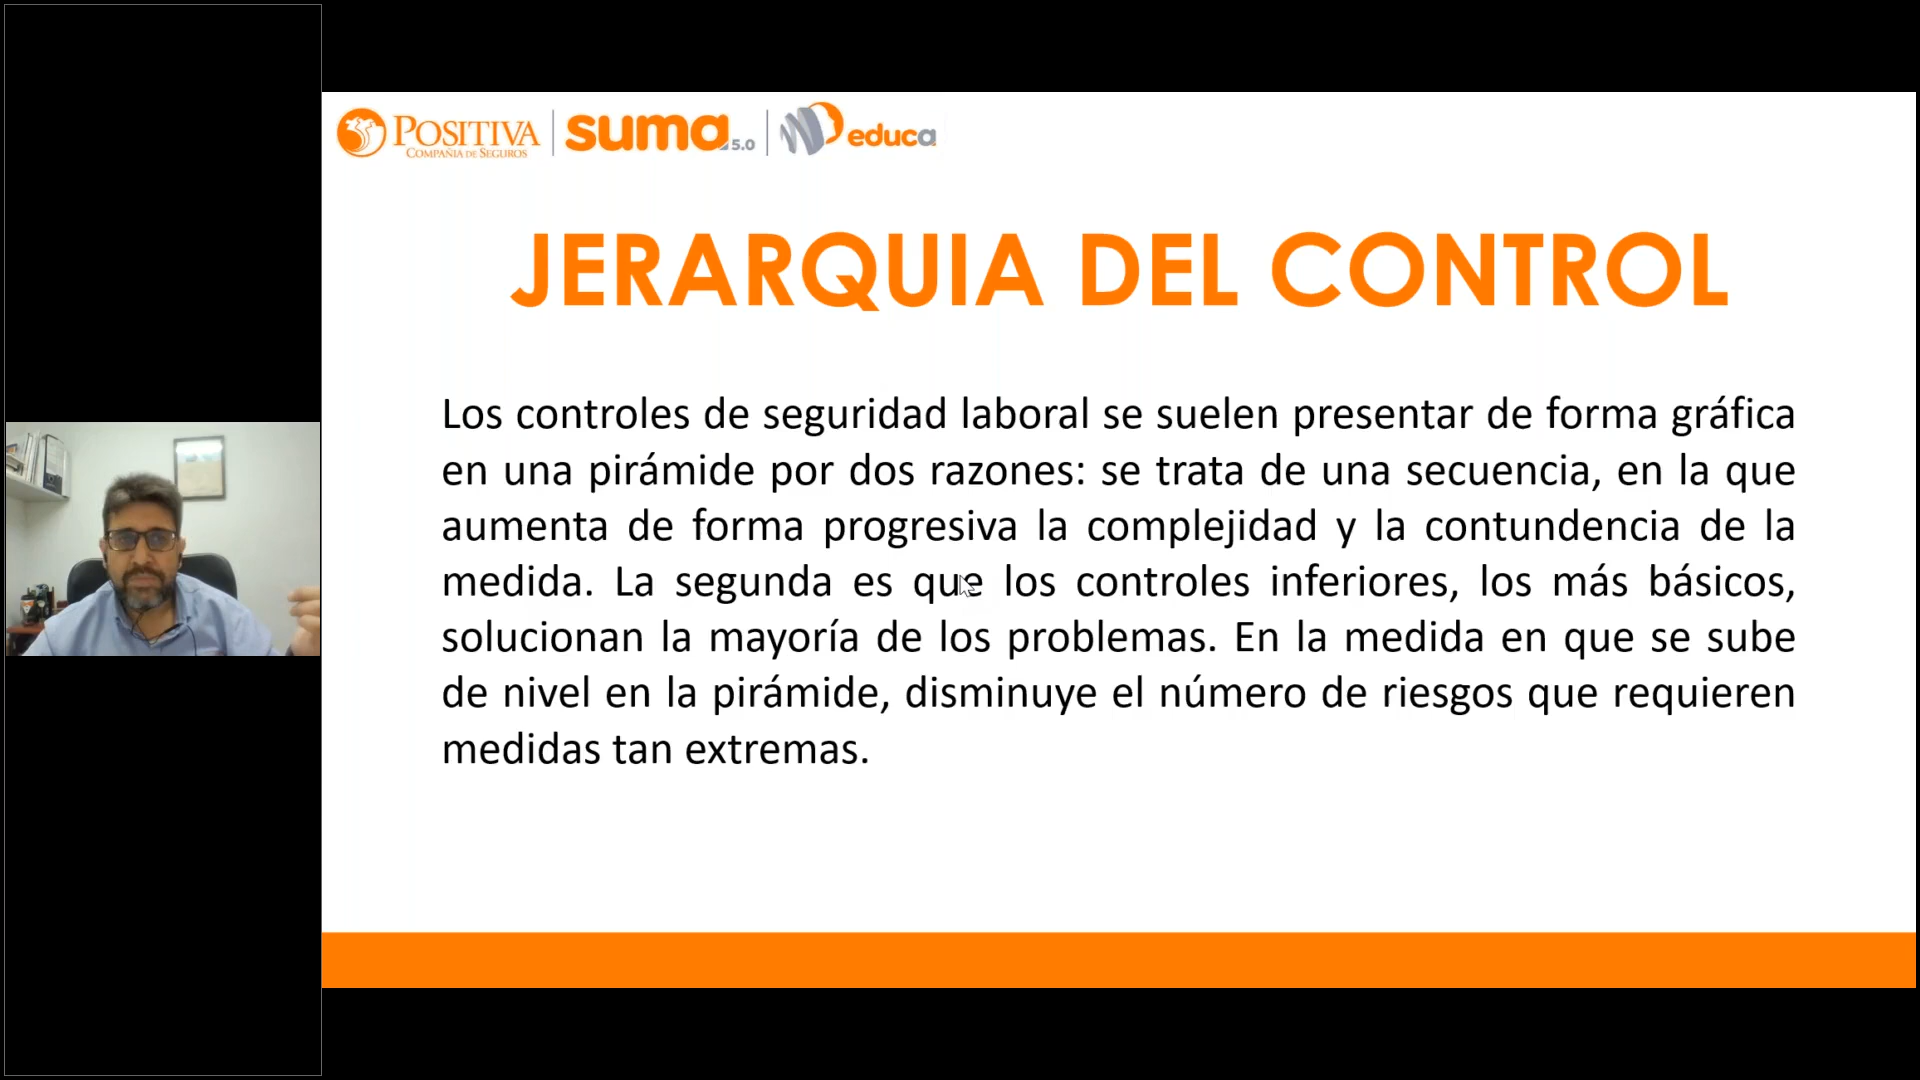 POSITIVA
COMPAÑIA DE SEGUROS
suma 5.0
educa
JERARQUIA DEL CONTROL
Los controles de seguridad laboral se suelen presentar de forma gráfica
en una pirámide por dos razones: se trata de una secuencia, en la que
aumenta de forma progresiva la complejidad y la contundencia de la
medida. La segunda es que los controles inferiores, los más básicos,
solucionan la mayoría de los problemas. En la medida en que se sube
de nivel en la pirámide, disminuye el número de riesgos que requieren
medidas tan extremas.